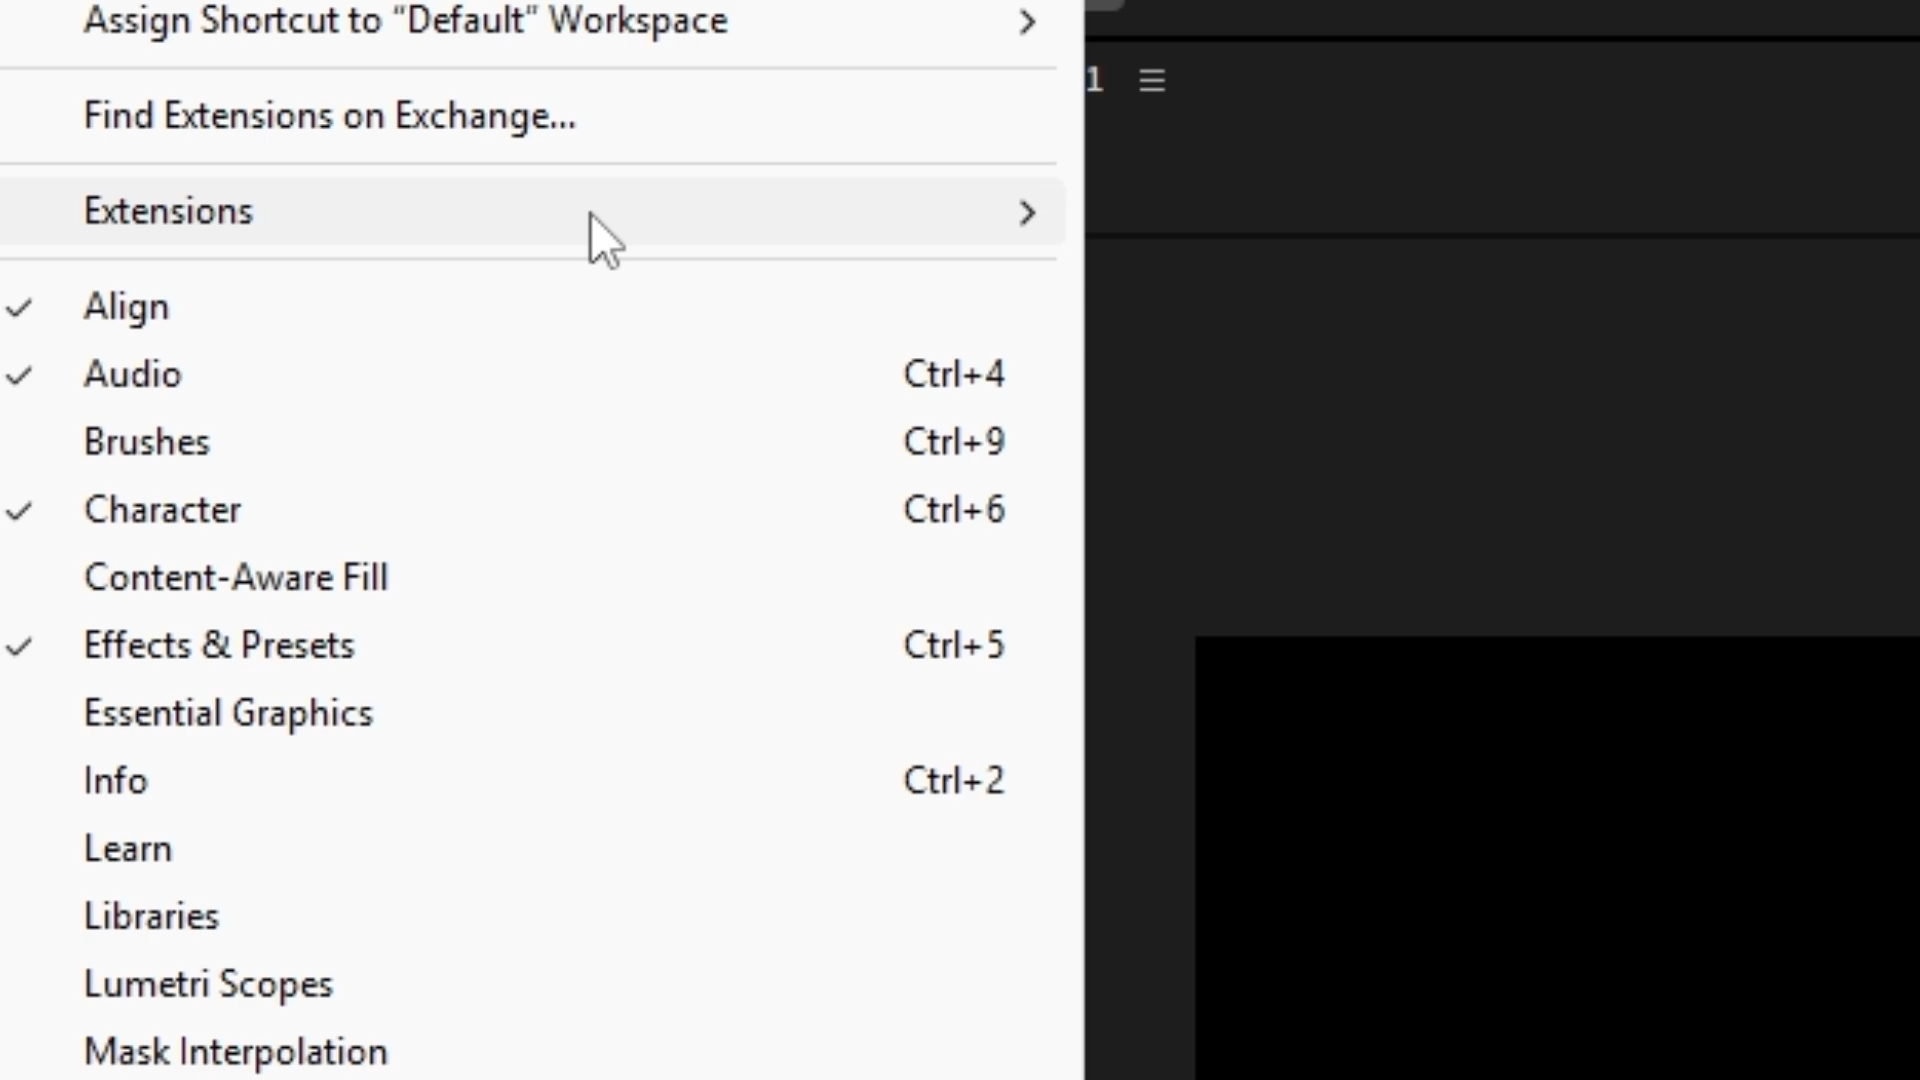 Assign Shortcut to “Default” Workspace
1
Find Extensions on Exchange...
Extensions
Align
Audio Ctrl+4
Brushes Ctrl+9
Character Ctrl+6
Content-Aware Fill
Effects & Presets Ctrl+5
Essential Graphics
Info Ctrl+2
Learn
Libraries
Lumetri Scopes
Mask Interpolation